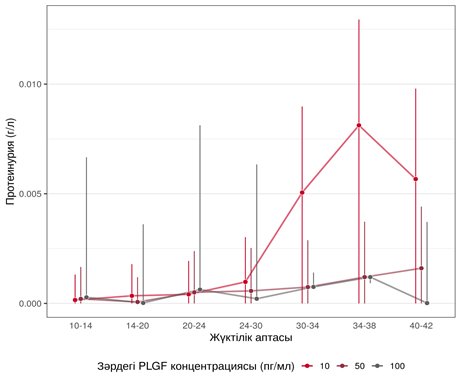 Протеинурия (г/л)
0.010
0.005
0.000
10-14 14-20 20-24 24-30 30-34 34-38 40-42
Жүктілік аптасы
Зәрдегі PLGF концентрациясы (пг/мл) 10 50 100